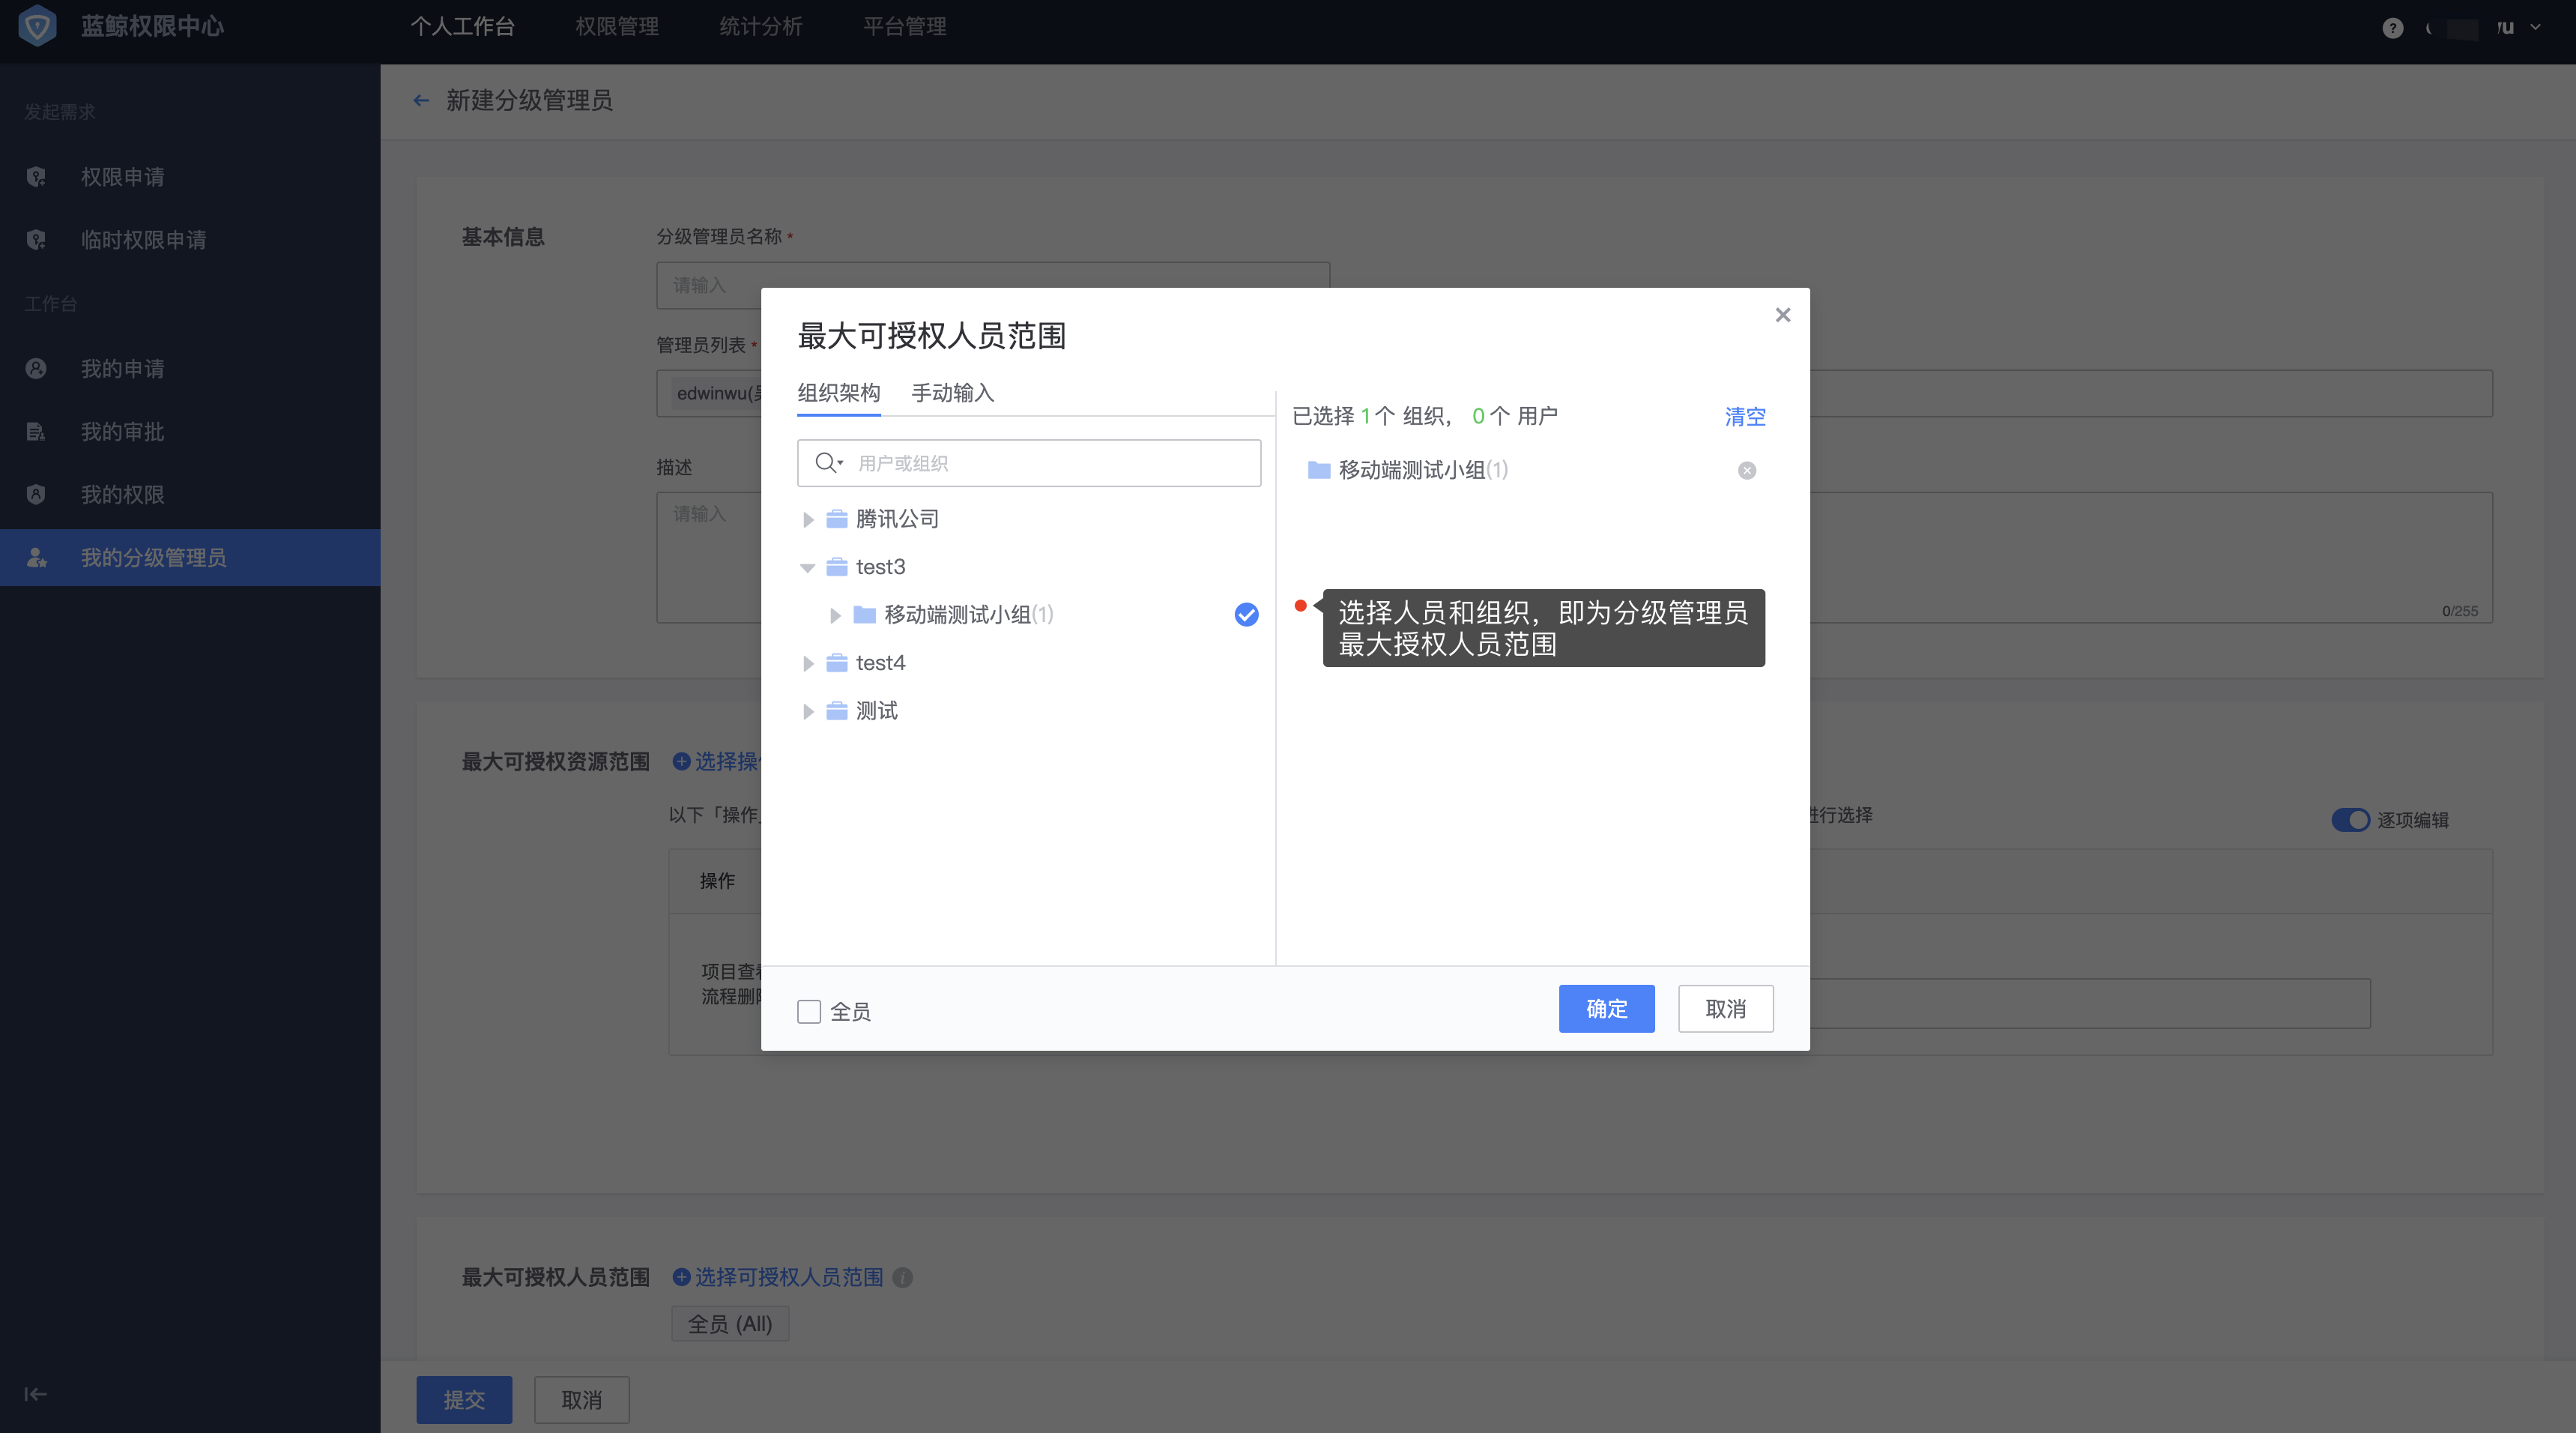 蓝鲸权限中心
个人工作台
权限管理
统计分析
平台管理
发起需求
权限申请
临时权限申请
工作台
我的申请
我的审批
我的权限
我的分级管理员
新建分级管理员
基本信息
分级管理员名称 *
请输入
管理员列表 *
edwinwu(
描述
请输入
0/255
最大可授权资源范围
选择操
以下「操作
进行选择
逐项编辑
操作
项目查
流程删
最大可授权人员范围
选择可授权人员范围
全员 (All)
提交
取消
最大可授权人员范围
组织架构
手动输入
用户或组织
腾讯公司
test3
移动端测试小组(1)
test4
测试
已选择 1个 组织， 0个 用户
清空
移动端测试小组(1)
选择人员和组织，即为分级管理员
最大授权人员范围
全员
确定
取消